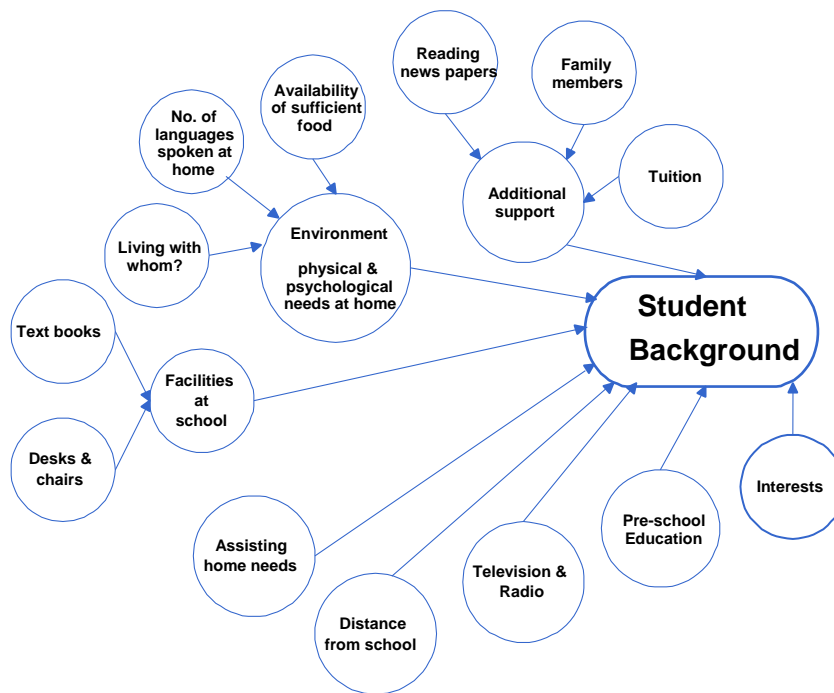 Reading
news papers
Family
members
Availability
of sufficient
food
No. of
languages
spoken at
home
Tuition
Additional
support
Living with
whom?
Environment
physical &
psychological
needs at home
Student
Background
Text books
Facilities
at
school
Desks &
chairs
Interests
Pre-school
Education
Assisting
home needs
Television &
Radio
Distance
from school